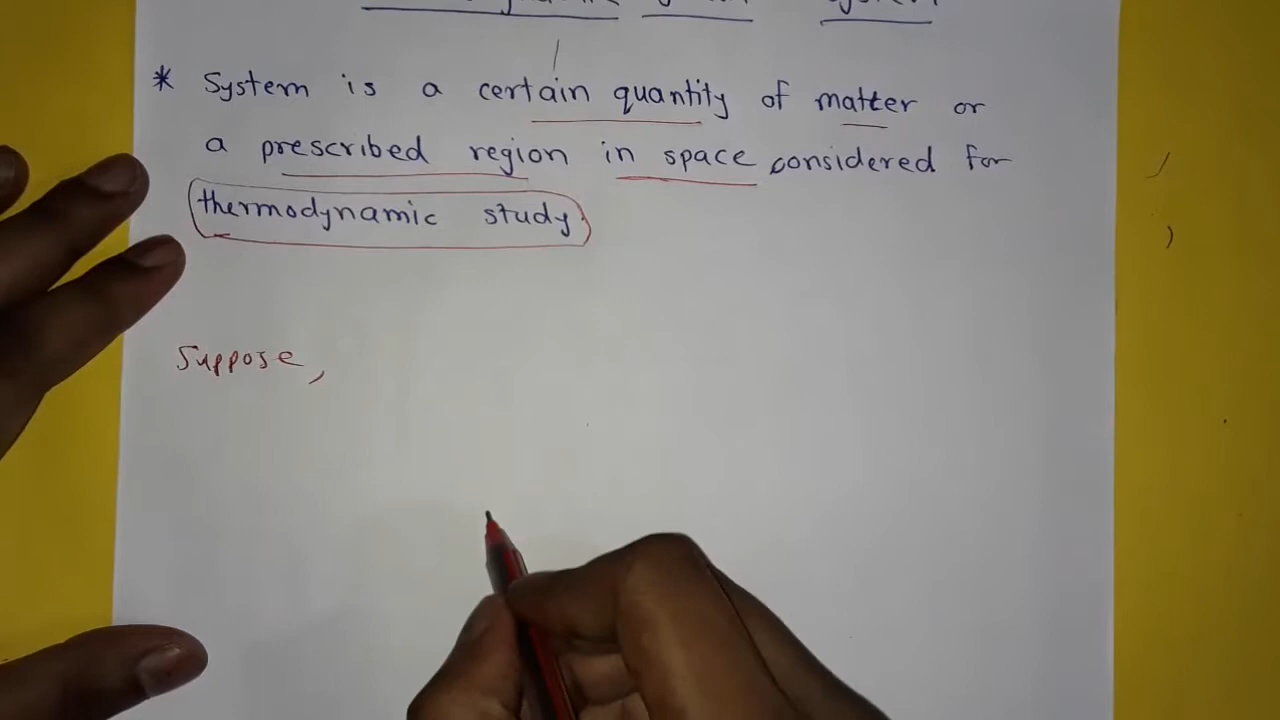 * System is a certain quantity of matter or
a prescribed region in space considered for
thermodynamic study
Suppose,